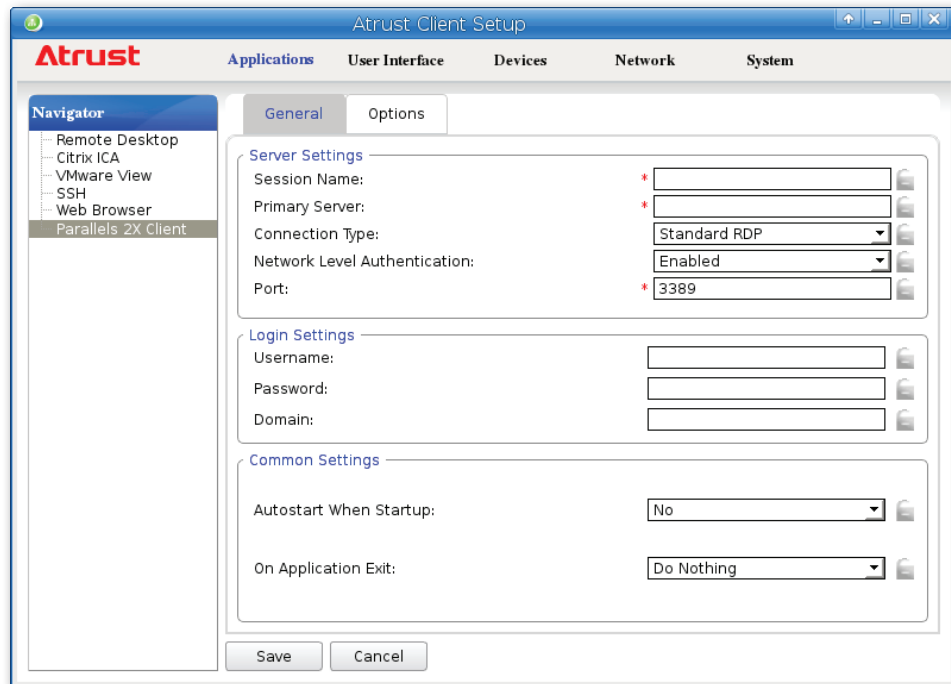 Atrust Client Setup
Atrust
Applications User Interface Devices Network System
Navigator
Remote Desktop
Citrix ICA
VMware View
SSH
Web Browser
Parallels 2X Client
General Options
Server Settings
Session Name: *
Primary Server: *
Connection Type: Standard RDP
Network Level Authentication: Enabled
Port: * 3389
Login Settings
Username:
Password:
Domain:
Common Settings
Autostart When Startup: No
On Application Exit: Do Nothing
Save Cancel